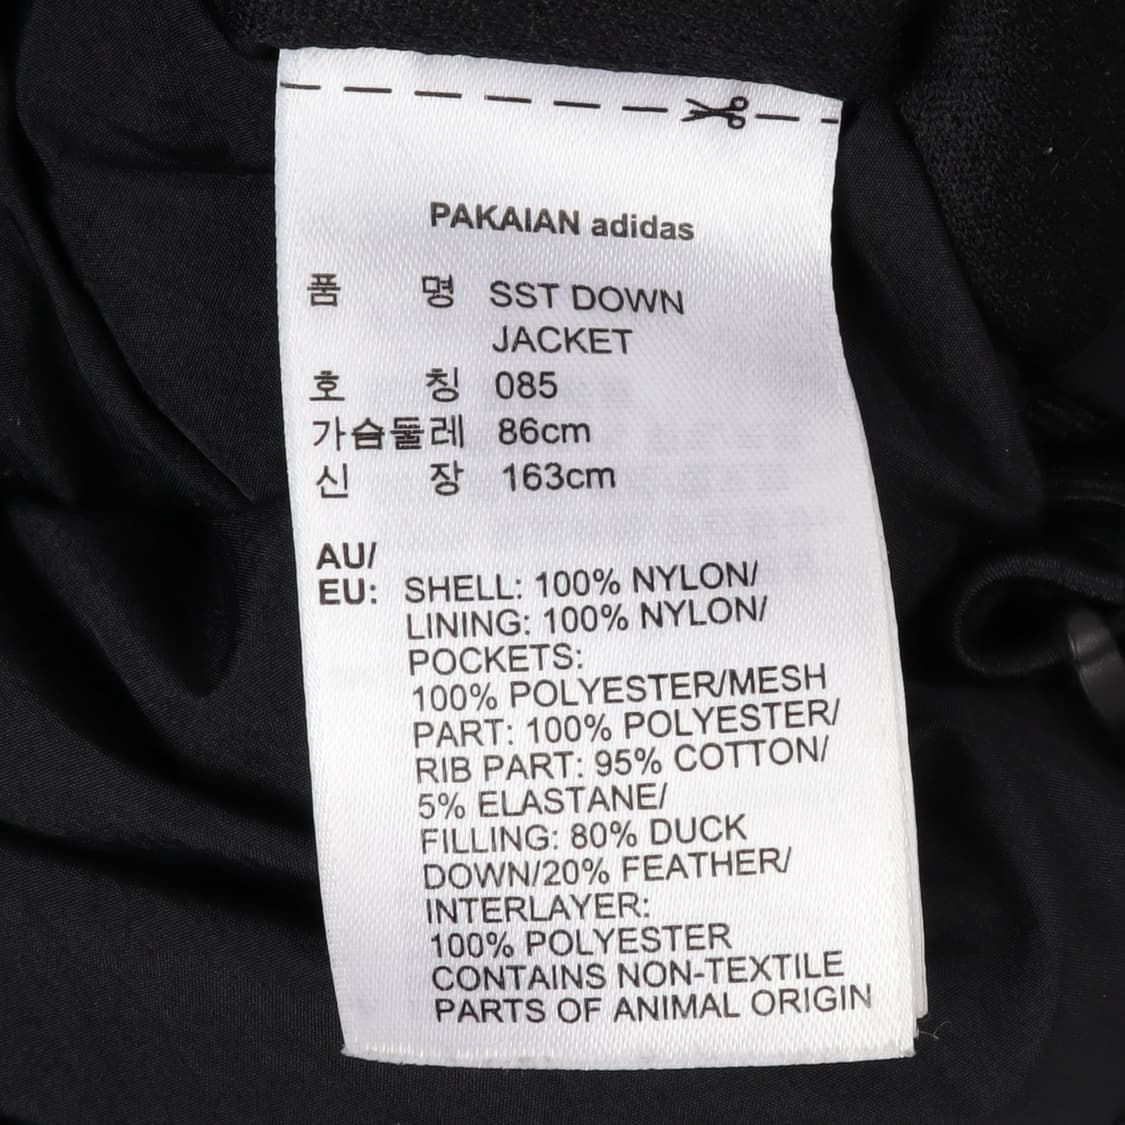 PAKAIAN adidas
품 명 SST DOWN
JACKET
호 칭 085
가슴둘레 86cm
신 장 163cm
AU/
EU: SHELL: 100% NYLON/
LINING: 100% NYLON/
POCKETS:
100% POLYESTER/MESH
PART: 100% POLYESTER/
RIB PART: 95% COTTON/
5% ELASTANE/
FILLING: 80% DUCK
DOWN/20% FEATHER/
INTERLAYER:
100% POLYESTER
CONTAINS NON-TEXTILE
PARTS OF ANIMAL ORIGIN